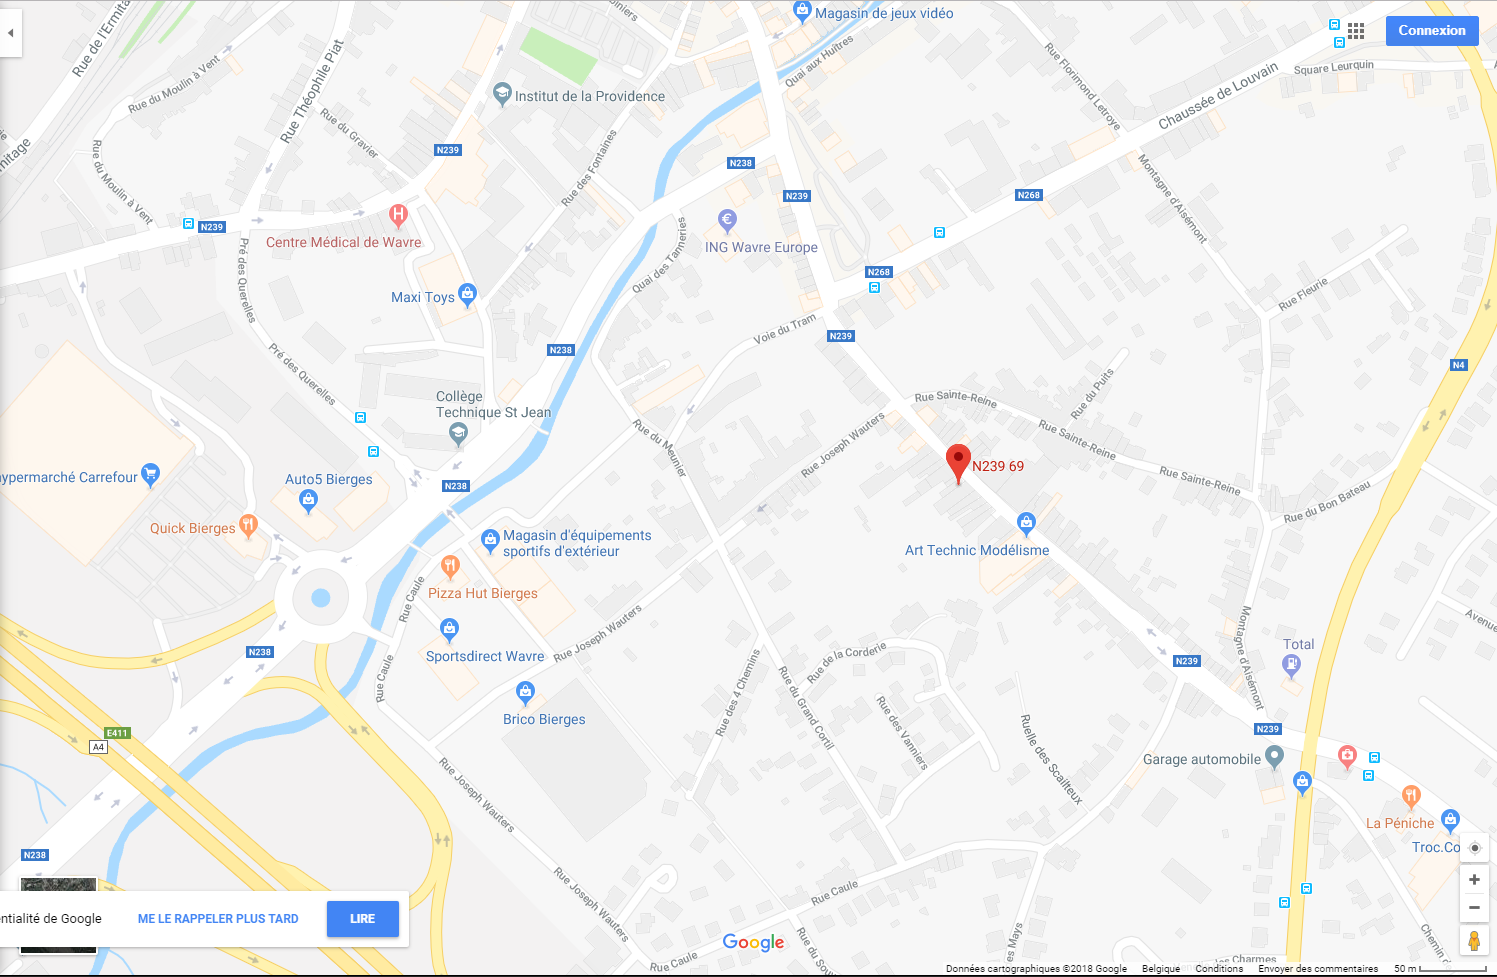 Magasin de jeux vidéo
Connexion
Rue de l'Ermita
Rue Théophile Piat
Quai aux Huîtres
Rue Florimond Letroye
Square Leurquin
Chaussée de Louvain
Rue du Moulin à Vent
Institut de la Providence
Rue du Gravier
N239
N238
Rue du Moulin à Vent
Rue des Fontaines
N239
N268
Montagne d'Aisémont
N239
Centre Médical de Wavre
ING Wavre Europe
Quai des Tanneries
Pré des Querelles
N268
Maxi Toys
Rue Fleurie
Voie du Tram
N239
N238
N4
Pré des Querelles
Rue du Puits
Collège
Technique St Jean
Rue Sainte-Reine
Rue du Meunier
Rue Joseph Wauters
Rue Sainte-Reine
N239 69
ypermarché Carrefour
Auto5 Bierges
N238
Rue Sainte-Reine
Rue du Bon Bateau
Quick Bierges
Magasin d'équipements
sportifs d'extérieur
Art Technic Modélisme
Pizza Hut Bierges
Rue Caule
Rue Joseph Wauters
Montagne d'Aisémont
Avenue
N238
Sportsdirect Wavre
Rue de la Corderie
Total
N239
Rue Caule
Rue des 4 Chemins
Rue du Grand Cortil
Brico Bierges
Rue des Vanniers
Ruelle des Scailteux
N239
E411
A4
Garage automobile
Rue Joseph Wauters
La Péniche
Troc.Co
N238
Rue Joseph Wauters
Rue Caule
entialité de Google
ME LE RAPPELER PLUS TARD
LIRE
Google
Rue Caule
Rue du
es Mays
es Charmes
Chemin d
Données cartographiques ©2018 Google
Belgique
Conditions
Envoyer des commentaires
50 m